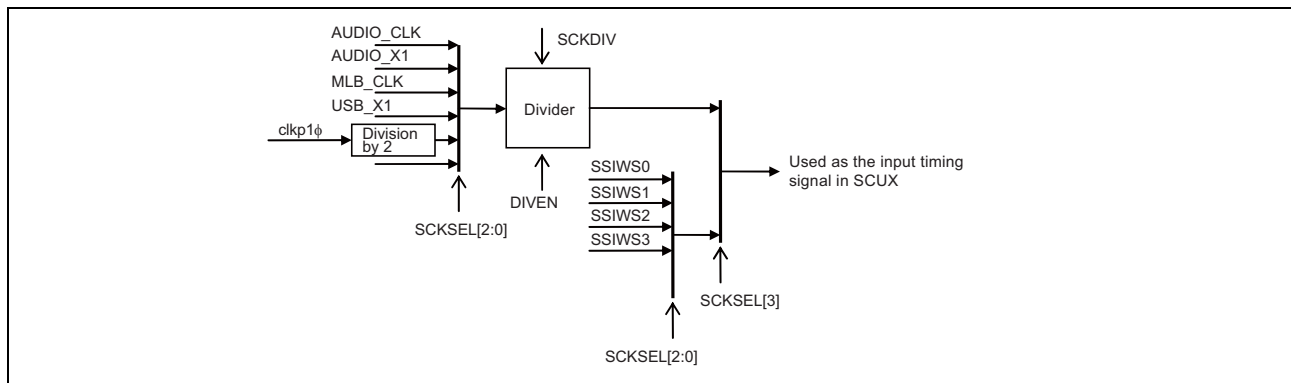 AUDIO_CLK
AUDIO_X1
MLB_CLK
USB_X1
clkp1ϕ
Division
by 2
SCKSEL[2:0]
SCKDIV
Divider
DIVEN
SSIWS0
SSIWS1
SSIWS2
SSIWS3
SCKSEL[2:0]
SCKSEL[3]
Used as the input timing
signal in SCUX